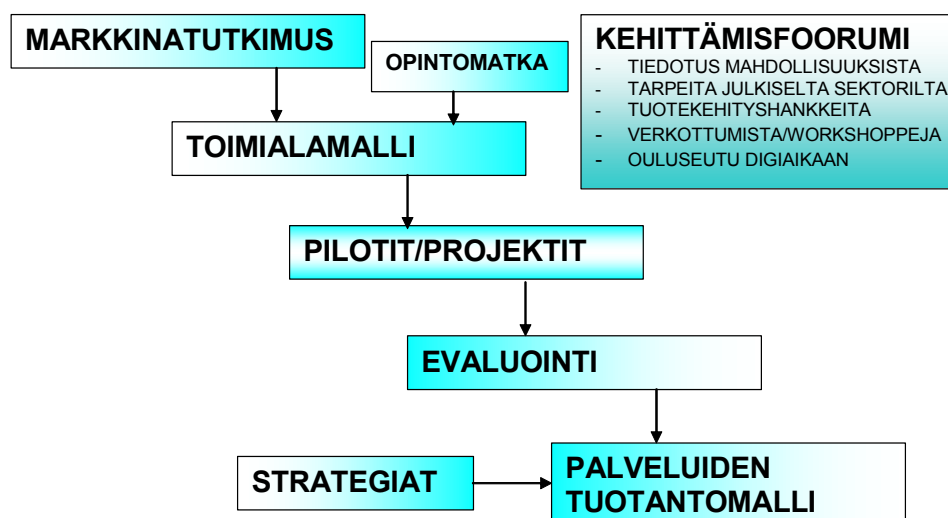 MARKKINATUTKIMUS
OPINTOMATKA
KEHITTÄMISFOORUMI
- TIEDOTUS MAHDOLLISUUKSISTA
- TARPEITA JULKISELTA SEKTORILTA
- TUOTEKEHITYSHANKKEITA
- VERKOTTUMISTA/WORKSHOPPEJA
- OULUSEUTU DIGIAIKAAN
TOIMIALAMALLI
PILOTIT/PROJEKTIT
EVALUOINTI
STRATEGIAT
PALVELUIDEN
TUOTANTOMALLI